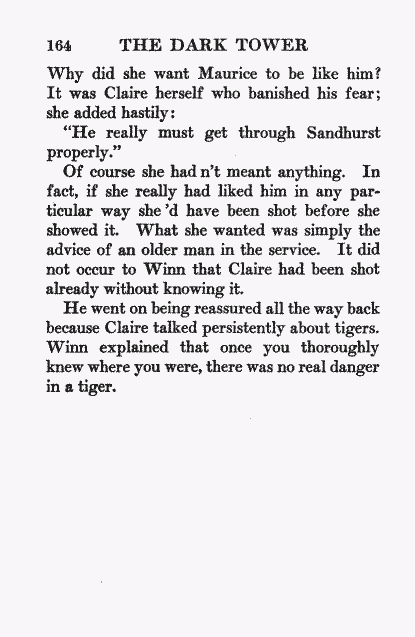 164 THE DARK TOWER
Why did she want Maurice to be like him?
It was Claire herself who banished his fear;
she added hastily:
“He really must get through Sandhurst
properly.”
Of course she had n’t meant anything. In
fact, if she really had liked him in any par-
ticular way she ’d have been shot before she
showed it. What she wanted was simply the
advice of an older man in the service. It did
not occur to Winn that Claire had been shot
already without knowing it.
He went on being reassured all the way back
because Claire talked persistently about tigers.
Winn explained that once you thoroughly
knew where you were, there was no real danger
in a tiger.